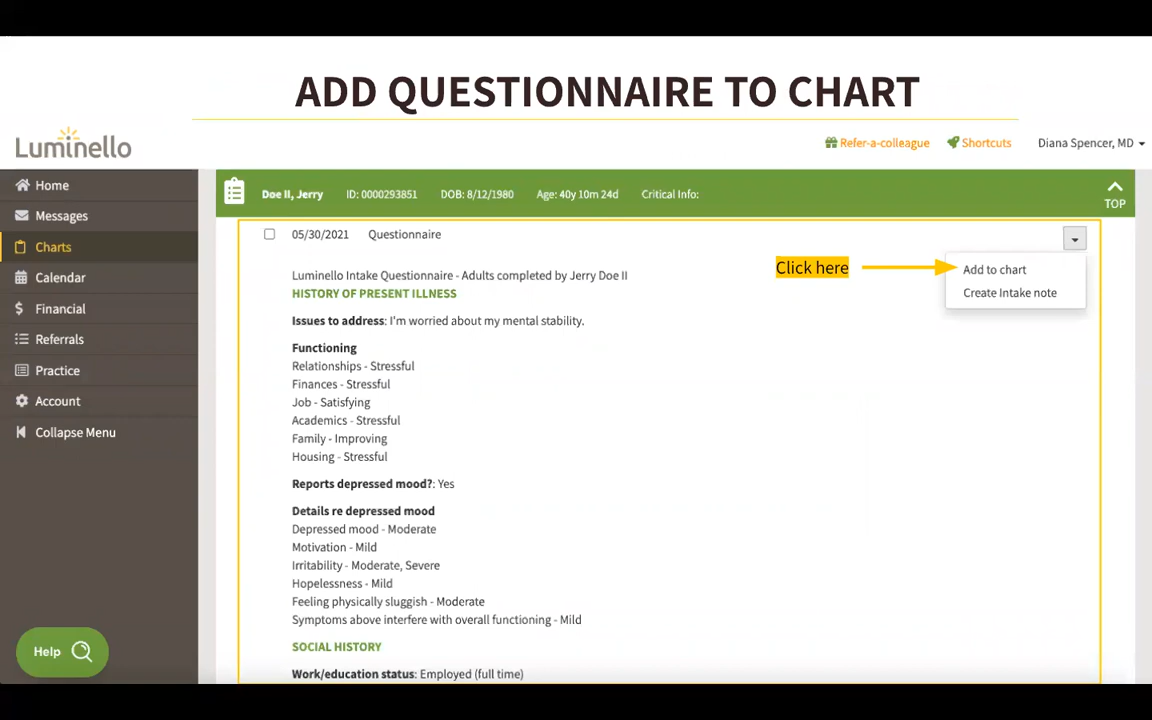 ADD QUESTIONNAIRE TO CHART
Luminello
Refer-a-colleague Shortcuts Diana Spencer, MD
Home
Messages
Charts
Calendar
Financial
Referrals
Practice
Account
Collapse Menu
Help
Doe II, Jerry ID: 0000293851 DOB: 8/12/1980 Age: 40y 10m 24d Critical Info:
TOP
05/30/2021 Questionnaire
Click here
Add to chart
Create Intake note
Luminello Intake Questionnaire - Adults completed by Jerry Doe II
HISTORY OF PRESENT ILLNESS
Issues to address: I'm worried about my mental stability.
Functioning
Relationships - Stressful
Finances - Stressful
Job - Satisfying
Academics - Stressful
Family - Improving
Housing - Stressful
Reports depressed mood?: Yes
Details re depressed mood
Depressed mood - Moderate
Motivation - Mild
Irritability - Moderate, Severe
Hopelessness - Mild
Feeling physically sluggish - Moderate
Symptoms above interfere with overall functioning - Mild
SOCIAL HISTORY
Work/education status: Employed (full time)